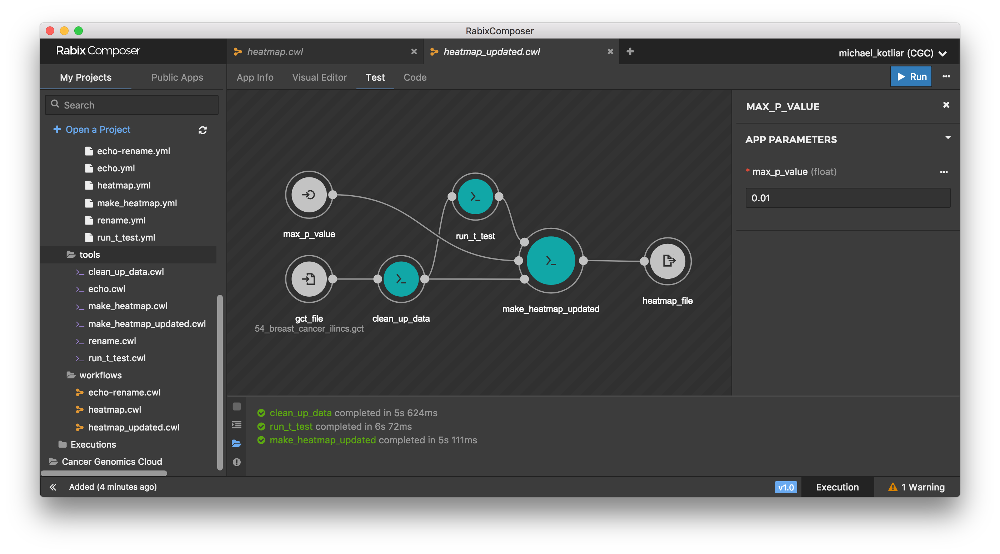 RabixComposer
Rabix Composer
heatmap.cwl
heatmap_updated.cwl
michael_kotliar (CGC)
My Projects
Public Apps
App Info
Visual Editor
Test
Code
Run
Search
Open a Project
echo-rename.yml
echo.yml
heatmap.yml
make_heatmap.yml
rename.yml
run_t_test.yml
tools
clean_up_data.cwl
echo.cwl
make_heatmap.cwl
make_heatmap_updated.cwl
rename.cwl
run_t_test.cwl
workflows
echo-rename.cwl
heatmap.cwl
heatmap_updated.cwl
Executions
Cancer Genomics Cloud
max_p_value
run_t_test
gct_file
54_breast_cancer_ilincs.gct
clean_up_data
make_heatmap_updated
heatmap_file
MAX_P_VALUE
APP PARAMETERS
* max_p_value (float)
0.01
clean_up_data completed in 5s 624ms
run_t_test completed in 6s 72ms
make_heatmap_updated completed in 5s 111ms
Added (4 minutes ago)
v1.0
Execution
1 Warning